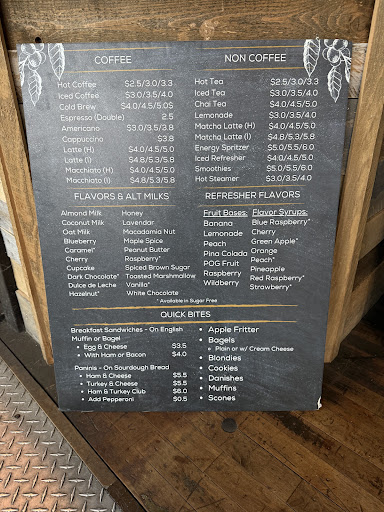 COFFEE
Hot Coffee $2.5/3.0/3.3
Iced Coffee $3.0/3.5/4.0
Cold Brew $4.0/4.5/5.0S
Espresso (Double) 2.5
Americano $3.0/3.5/3.8
Cappuccino $3.8
Latte (H) $4.0/4.5/5.0
Latte (I) $4.8/5.3/5.8
Macchiato (H) $4.0/4.5/5.0
Macchiato (I) $4.8/5.3/5.8
NON COFFEE
Hot Tea $2.5/3.0/3.3
Iced Tea $3.0/3.5/4.0
Chai Tea $4.0/4.5/5.0
Lemonade $3.0/3.5/4.0
Matcha Latte (H) $4.0/4.5/5.0
Matcha Latte (I) $4.8/5.3/5.8
Energy Spritzer $5.0/5.5/6.0
Iced Refresher $4.0/4.5/5.0
Smoothies $5.0/5.5/6.0
Hot Steamer $3.0/3.5/4.0
FLAVORS & ALT MILKS
Almond Milk
Coconut Milk
Oat Milk
Blueberry
Caramel*
Cherry
Cupcake
Dark Chocolate*
Dulce de Leche
Hazelnut*
Honey
Lavendar
Macadamia Nut
Maple Spice
Peanut Butter
Raspberry*
Spiced Brown Sugar
Toasted Marshmallow
Vanilla*
White Chocolate
* Available in Sugar Free
REFRESHER FLAVORS
Fruit Bases:
Banana
Lemonade
Peach
Pina Colada
POG Fruit
Raspberry
Wildberry
Flavor Syrups:
Blue Raspberry*
Cherry
Green Apple*
Orange
Peach*
Pineapple
Red Raspberry*
Strawberry*
QUICK BITES
Breakfast Sandwiches - On English
Muffin or Bagel
• Egg & Cheese $3.5
• With Ham or Bacon $4.0
Paninis - On Sourdough Bread
• Ham & Cheese $5.5
• Turkey & Cheese $5.5
• Ham & Turkey Club $6.0
• Add Pepperoni $0.5
• Apple Fritter
• Bagels
• Plain or w/ Cream Cheese
• Blondies
• Cookies
• Danishes
• Muffins
• Scones